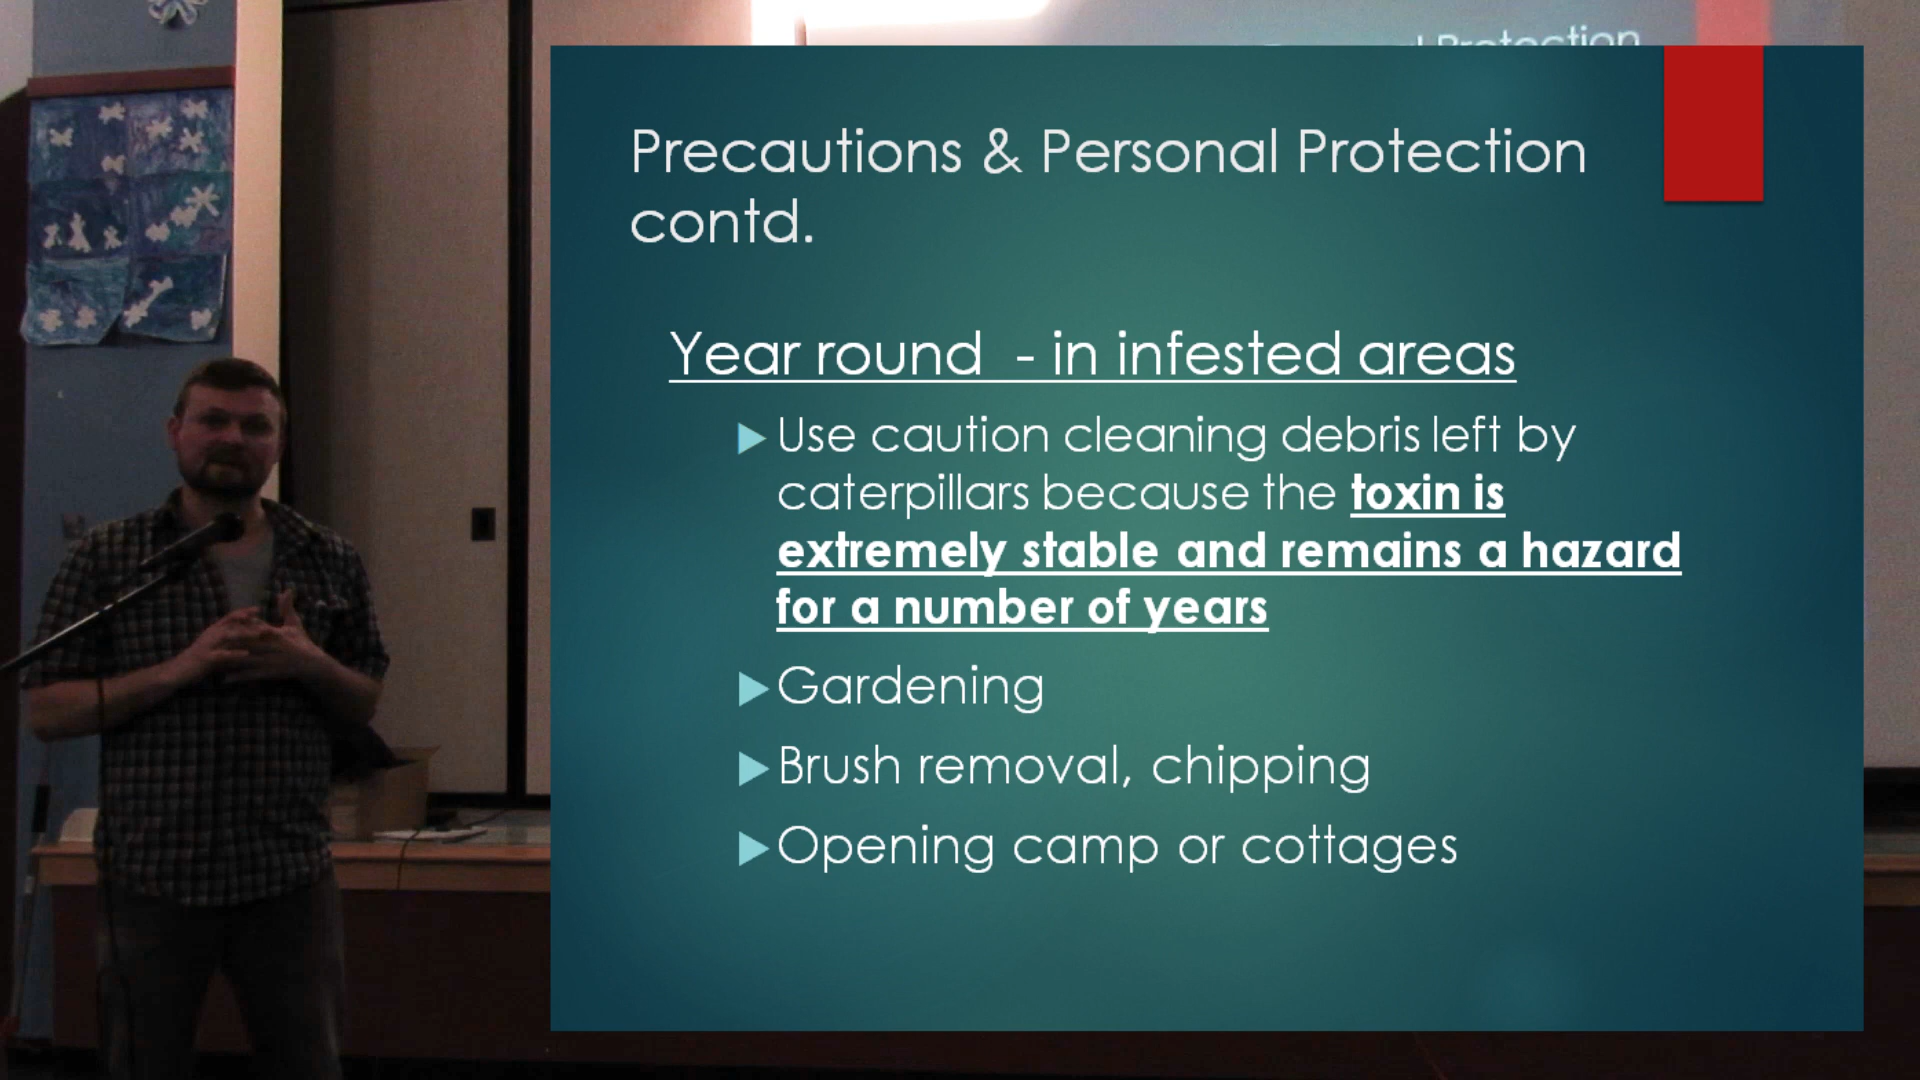 Protection
Precautions & Personal Protection
contd.
Year round - in infested areas
Use caution cleaning debris left by
caterpillars because the toxin is
extremely stable and remains a hazard
for a number of years
Gardening
Brush removal, chipping
Opening camp or cottages